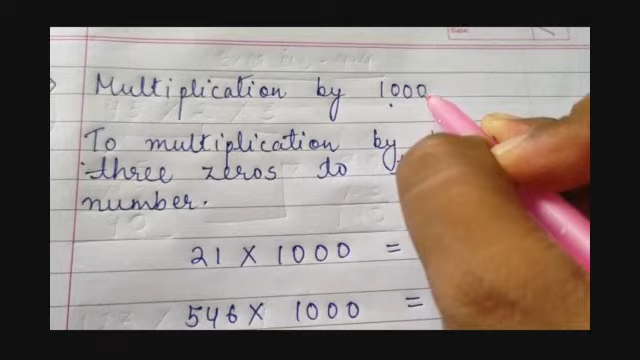 Multiplication by 1000
To multiplication by
three zeros to
number.
21 X 1000 =
546 X 1000 =